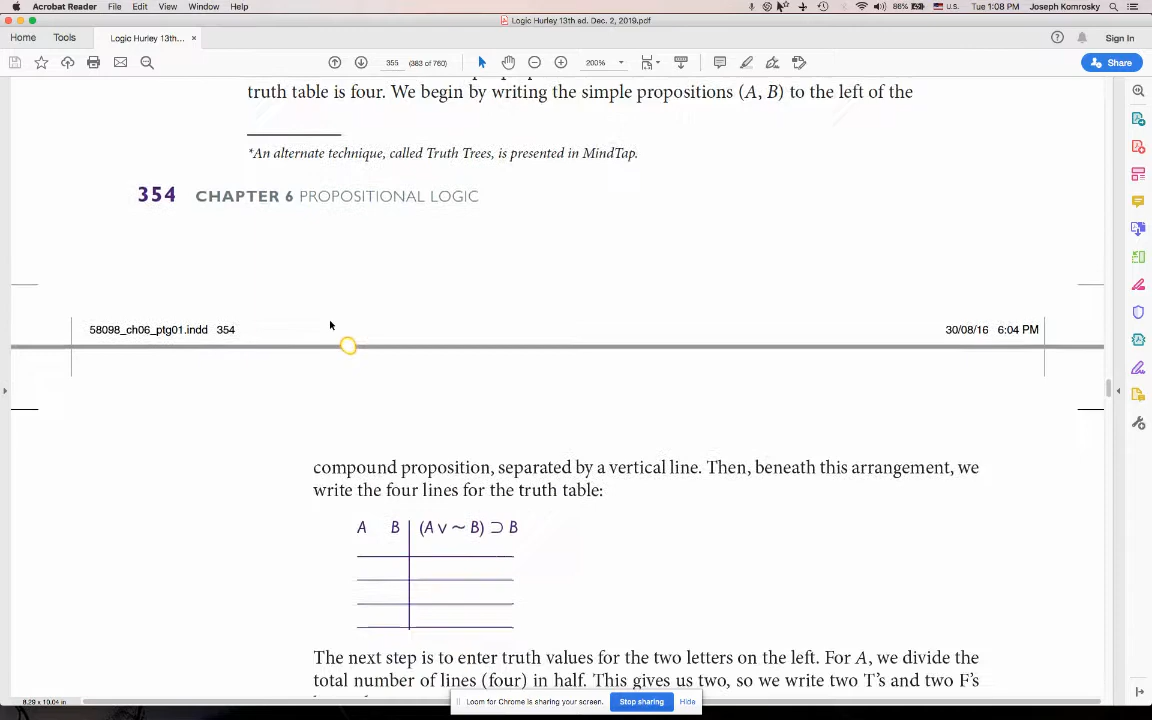 Acrobat Reader File Edit View Window Help 86% U.S. Tue 1:08 PM Joseph Komrosky
Logic Hurley 13th ed. Dec. 2, 2019.pdf
Home Tools Logic Hurley 13th... × Sign In
355 (383 of 760) 200% Share
truth table is four. We begin by writing the simple propositions (A, B) to the left of the
*An alternate technique, called Truth Trees, is presented in MindTap.
354 CHAPTER 6 PROPOSITIONAL LOGIC
58098_ch06_ptg01.indd 354 30/08/16 6:04 PM
compound proposition, separated by a vertical line. Then, beneath this arrangement, we
write the four lines for the truth table:
A B (A v ~ B) ⊃ B
The next step is to enter truth values for the two letters on the left. For A, we divide the
total number of lines (four) in half. This gives us two, so we write two T's and two F's
Loom for Chrome is sharing your screen. Stop sharing Hide
8.29 x 10.04 in.